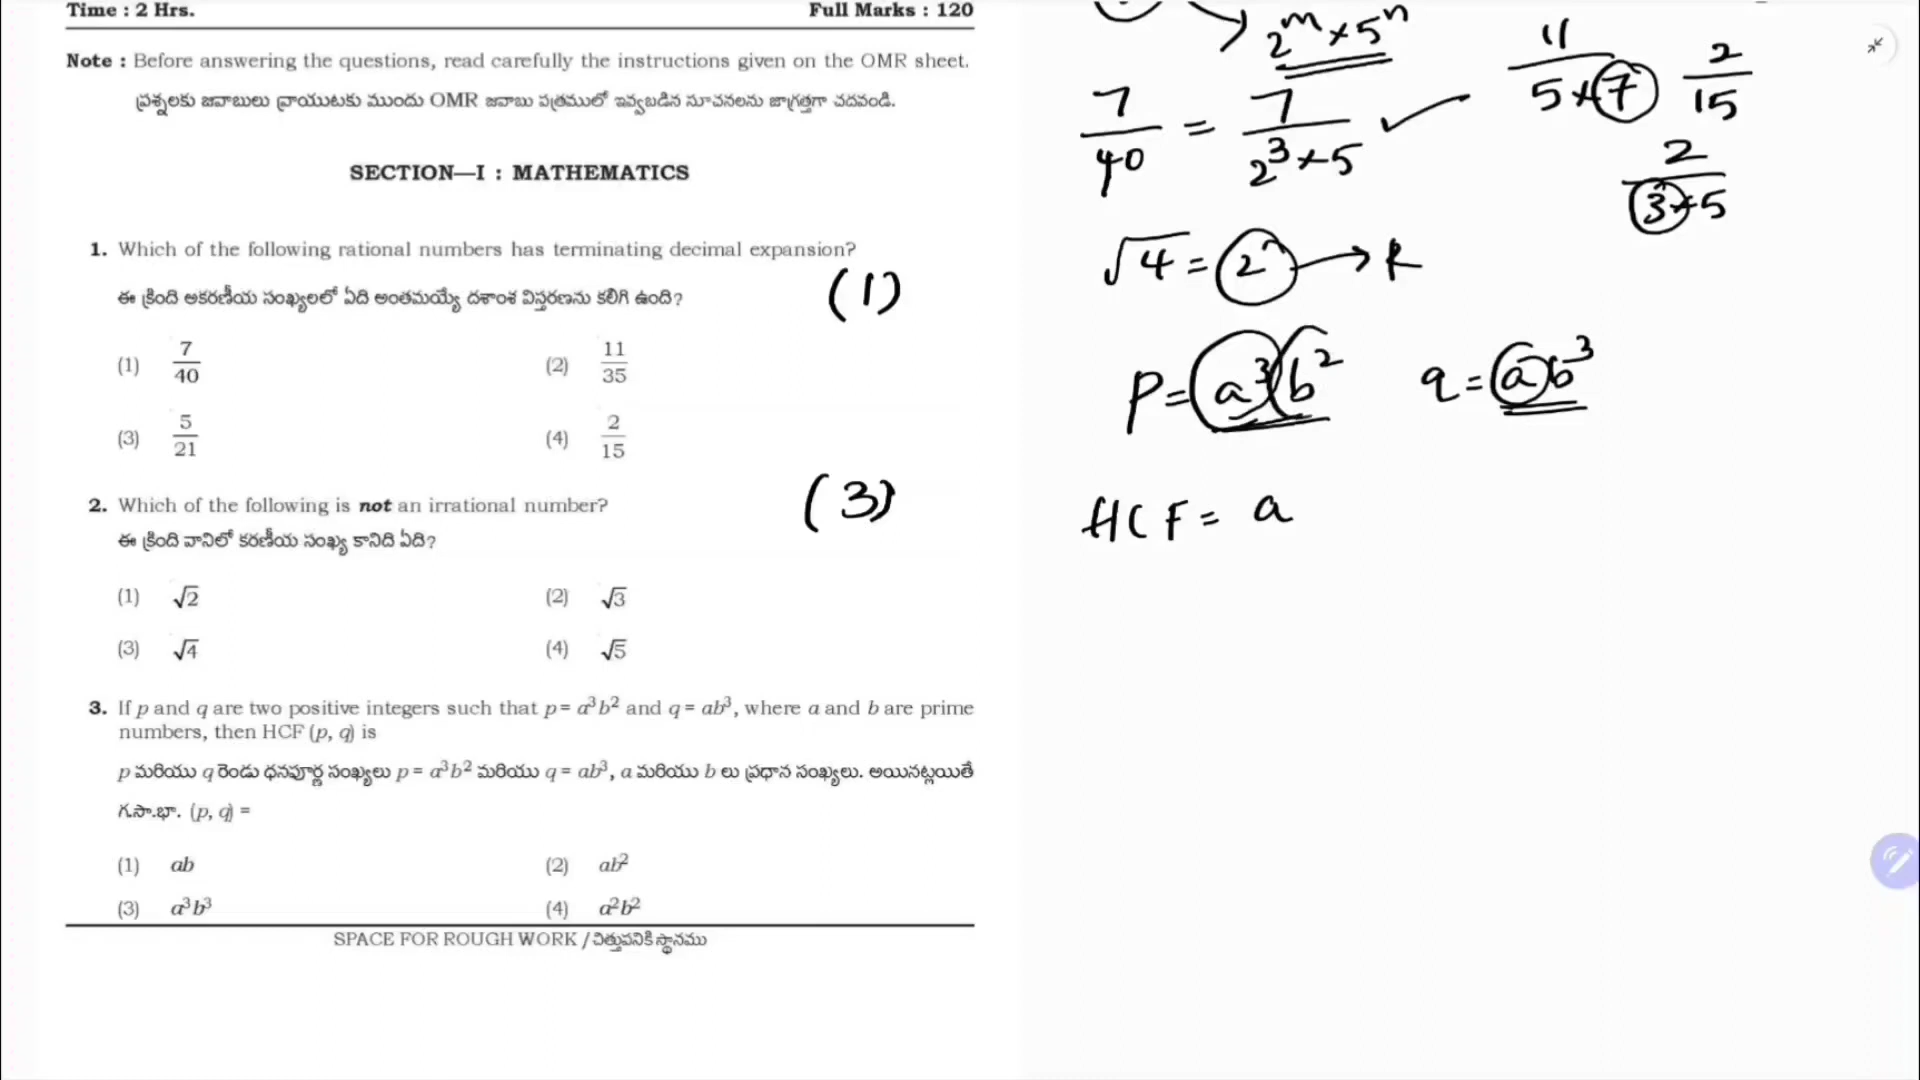 Time : 2 Hrs. Full Marks : 120
Note : Before answering the questions, read carefully the instructions given on the OMR sheet.
ప్రశ్నలకు జవాబులు వ్రాయుటకు ముందు OMR జవాబు పత్రములో ఇవ్వబడిన సూచనలను జాగ్రత్తగా చదవండి.
SECTION—I : MATHEMATICS
1. Which of the following rational numbers has terminating decimal expansion?
ఈ క్రింది అకరణీయ సంఖ్యలలో ఏది అంతమయ్యే దశాంశ విస్తరణను కలిగి ఉంది?
(1)
(1) 7/40 (2) 11/35
(3) 5/21 (4) 2/15
2. Which of the following is not an irrational number?
ఈ క్రింది వానిలో కరణీయ సంఖ్య కానిది ఏది?
(3)
(1) √2 (2) √3
(3) √4 (4) √5
3. If p and q are two positive integers such that p = a³b² and q = ab³, where a and b are prime
numbers, then HCF (p, q) is
p మరియు q రెండు ధనపూర్ణ సంఖ్యలు p = a³b² మరియు q = ab³, a మరియు b లు ప్రధాన సంఖ్యలు. అయినట్లయితే
గ.సా.భా. (p, q) =
(1) ab (2) ab²
(3) a³b³ (4) a²b²
SPACE FOR ROUGH WORK / చిత్తుపనికి స్థానము
2^m × 5^n
7/40 = 7/(2³×5) ✓
11/(5×7) 2/15
2/(3×5)
√4 = 2 → R
p = a³b² q = ab³
HCF = a